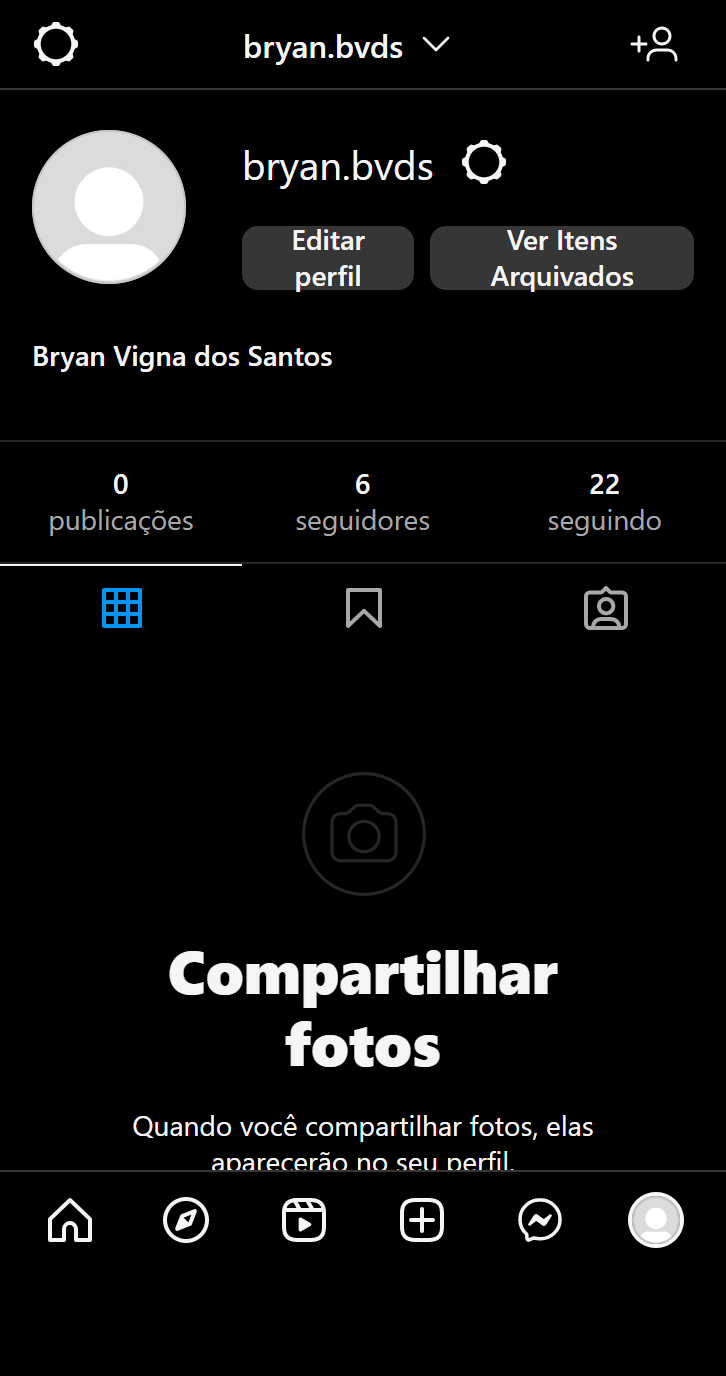 bryan.bvds
bryan.bvds
Editar
perfil
Ver Itens
Arquivados
Bryan Vigna dos Santos
0
publicações
6
seguidores
22
seguindo
Compartilhar
fotos
Quando você compartilhar fotos, elas
aparecerão no seu perfil.